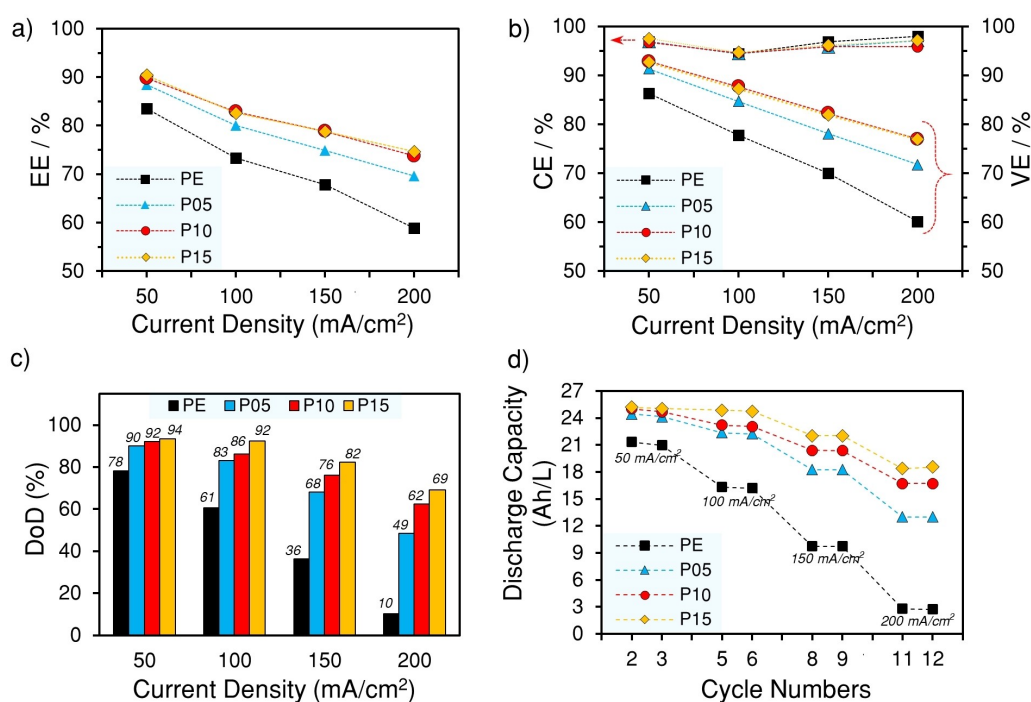 a)
EE / %
100
90
80
70
60
50
PE
P05
P10
P15
50 100 150 200
Current Density (mA/cm²)
b)
CE / %
100
90
80
70
60
50
PE
P05
P10
P15
50 100 150 200
Current Density (mA/cm²)
100
90
80
70
60
50
VE / %
c)
DoD (%)
100
80
60
40
20
0
PE P05 P10 P15
78 90 92 94
61 83 86 92
36 68 76 82
10 49 62 69
50 100 150 200
Current Density (mA/cm²)
d)
Discharge Capacity
(Ah/L)
27
24
21
18
15
12
9
6
3
0
50 mA/cm²
100 mA/cm²
150 mA/cm²
200 mA/cm²
PE
P05
P10
P15
2 3 5 6 8 9 11 12
Cycle Numbers